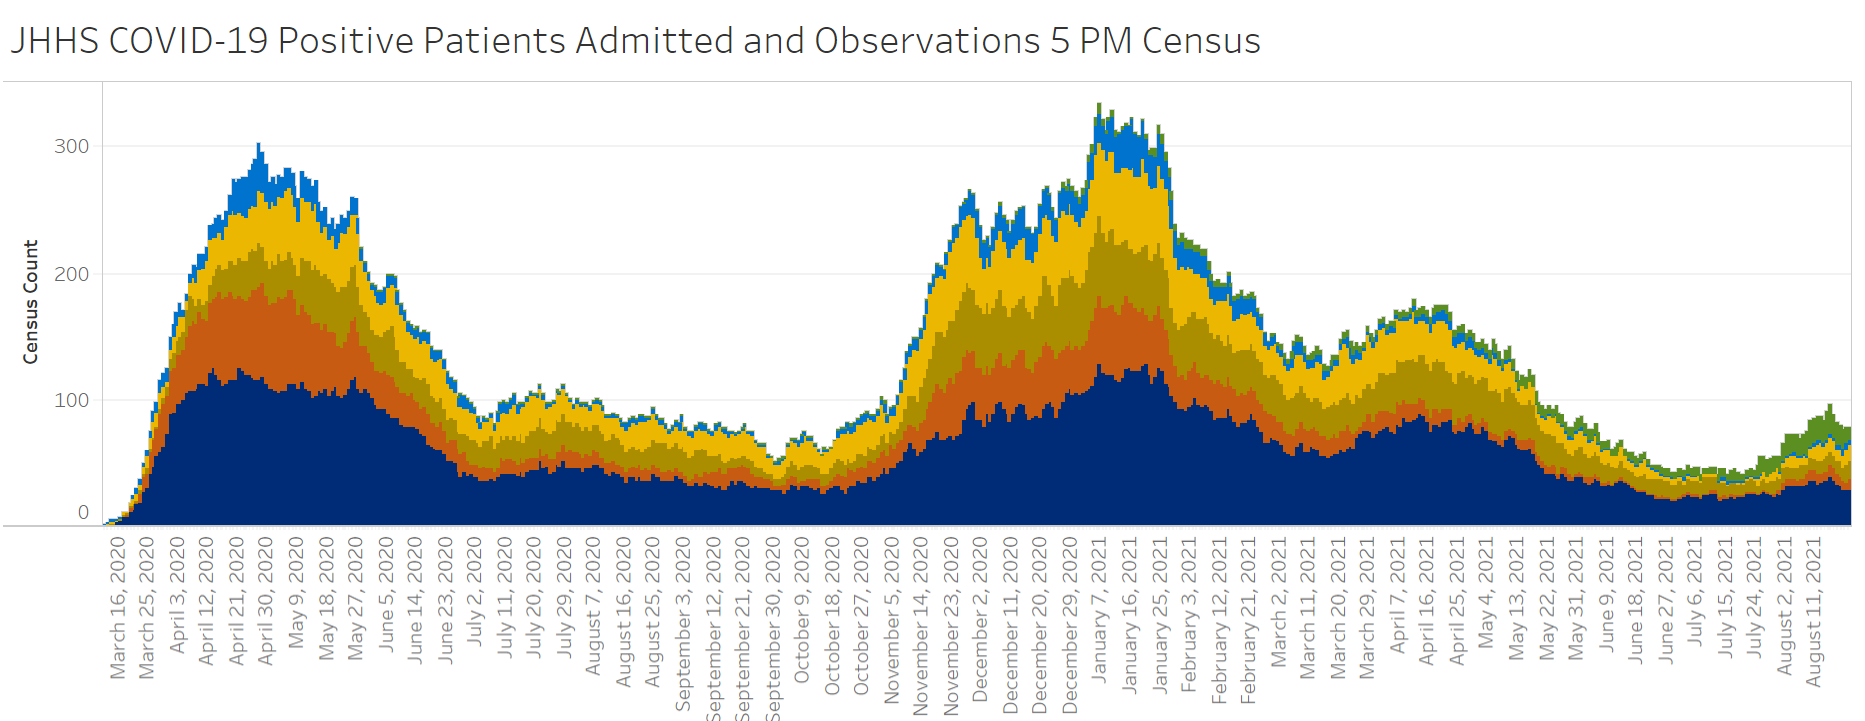 JHHS COVID-19 Positive Patients Admitted and Observations 5 PM Census
Census Count
300
200
100
0
March 16, 2020
March 25, 2020
April 3, 2020
April 12, 2020
April 21, 2020
April 30, 2020
May 9, 2020
May 18, 2020
May 27, 2020
June 5, 2020
June 14, 2020
June 23, 2020
July 2, 2020
July 11, 2020
July 20, 2020
July 29, 2020
August 7, 2020
August 16, 2020
August 25, 2020
September 3, 2020
September 12, 2020
September 21, 2020
September 30, 2020
October 9, 2020
October 18, 2020
October 27, 2020
November 5, 2020
November 14, 2020
November 23, 2020
December 2, 2020
December 11, 2020
December 20, 2020
December 29, 2020
January 7, 2021
January 16, 2021
January 25, 2021
February 3, 2021
February 12, 2021
February 21, 2021
March 2, 2021
March 11, 2021
March 20, 2021
March 29, 2021
April 7, 2021
April 16, 2021
April 25, 2021
May 4, 2021
May 13, 2021
May 22, 2021
May 31, 2021
June 9, 2021
June 18, 2021
June 27, 2021
July 6, 2021
July 15, 2021
July 24, 2021
August 2, 2021
August 11, 2021